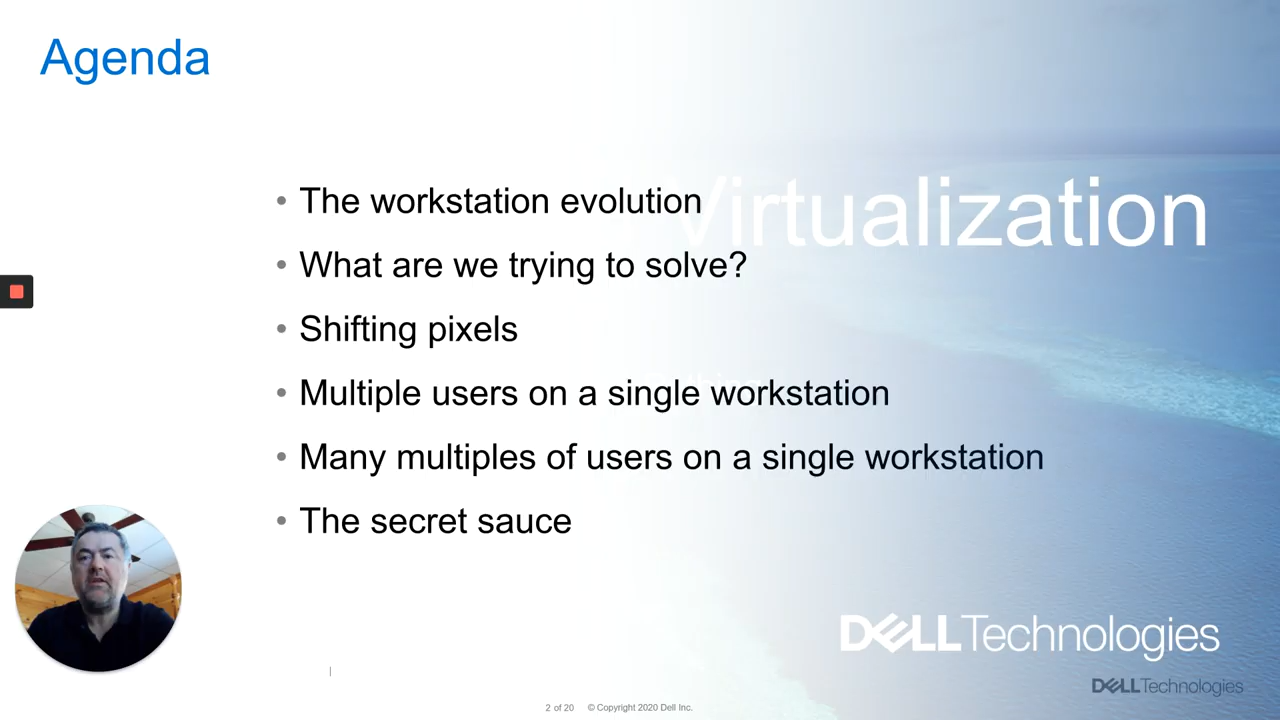 Agenda
Virtualization
• The workstation evolution
• What are we trying to solve?
• Shifting pixels
• Multiple users on a single workstation
• Many multiples of users on a single workstation
• The secret sauce
DELLTechnologies
DELLTechnologies
2 of 20 © Copyright 2020 Dell Inc.